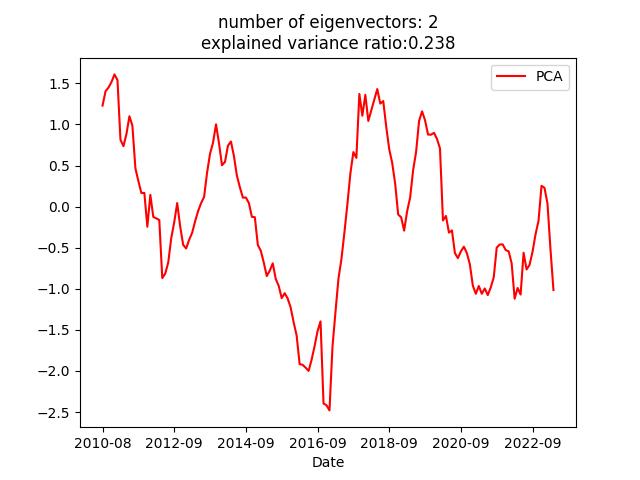 number of eigenvectors: 2
explained variance ratio:0.238
PCA
1.5
1.0
0.5
0.0
−0.5
−1.0
−1.5
−2.0
−2.5
2010-08 2012-09 2014-09 2016-09 2018-09 2020-09 2022-09
Date